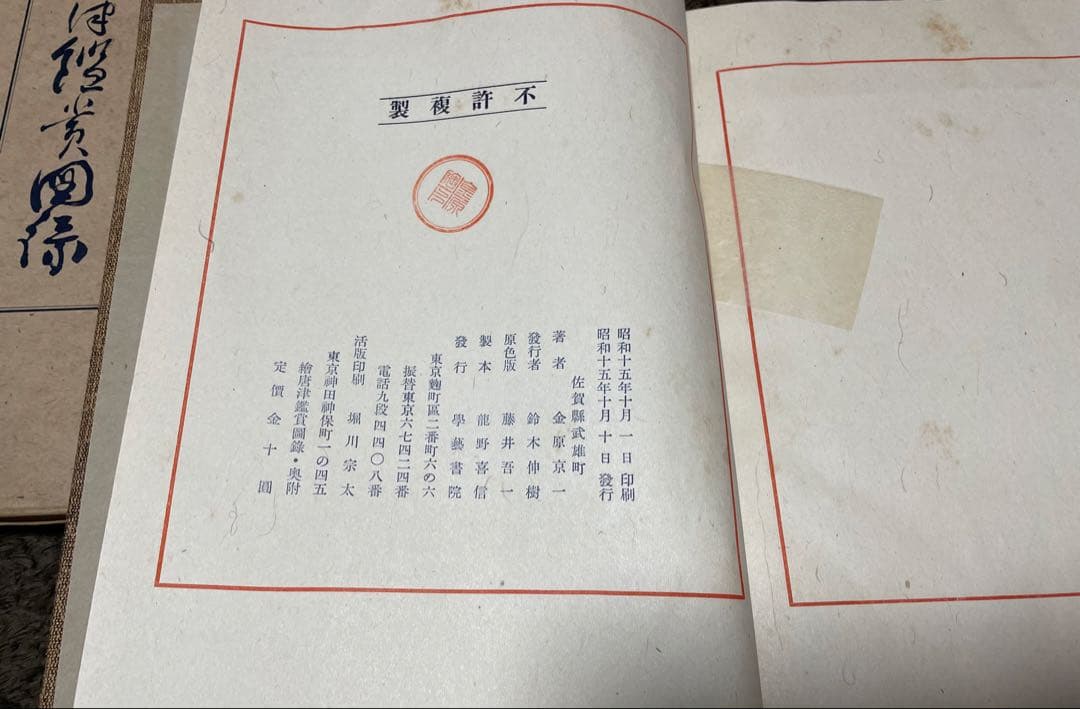 津鑑賞圖錄
不許複製
昭和十五年十月一日印刷
昭和十五年十月十日發行
佐賀縣武雄町
著者 金原京一
發行者 鈴木伸樹
原色版 藤井吾一
製本 龍野喜信
發行 學藝書院
東京麴町區二番町六の六
振替東京六七四二四番
電話九段四四〇八番
活版印刷 堀川宗太
東京神田神保町一の四五
繪唐津鑑賞圖錄・奧附
定價金十圓